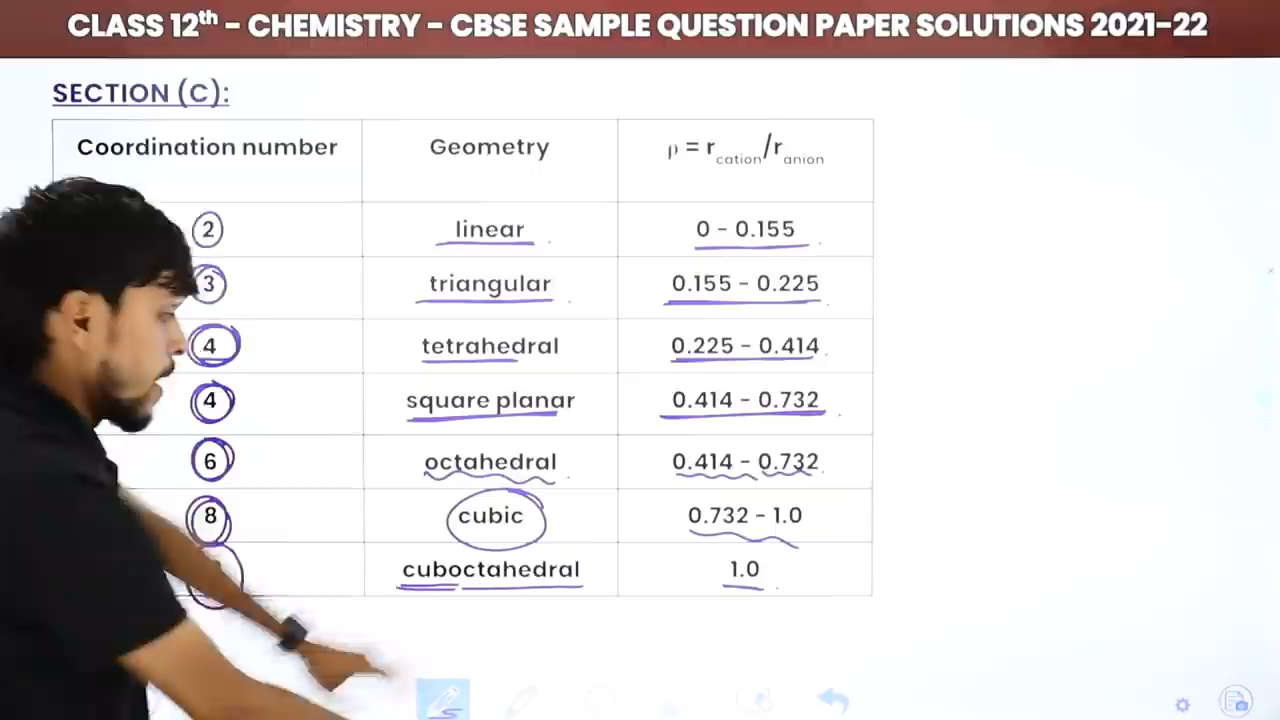 CLASS 12th - CHEMISTRY - CBSE SAMPLE QUESTION PAPER SOLUTIONS 2021-22
SECTION (C):
Coordination number Geometry ρ = rcation/ranion
2 linear 0 - 0.155
3 triangular 0.155 - 0.225
4 tetrahedral 0.225 - 0.414
4 square planar 0.414 - 0.732
6 octahedral 0.414 - 0.732
8 cubic 0.732 - 1.0
cuboctahedral 1.0